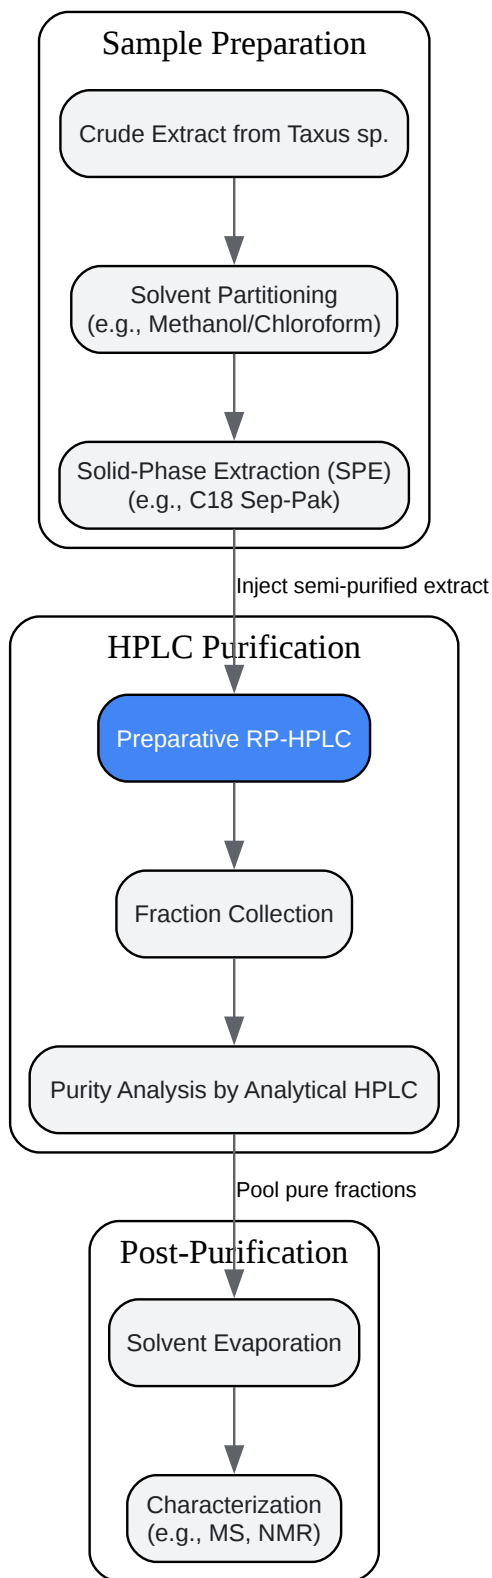 Sample Preparation
Crude Extract from Taxus sp.
Solvent Partitioning
(e.g., Methanol/Chloroform)
Solid-Phase Extraction (SPE)
(e.g., C18 Sep-Pak)
Inject semi-purified extract
HPLC Purification
Preparative RP-HPLC
Fraction Collection
Purity Analysis by Analytical HPLC
Pool pure fractions
Post-Purification
Solvent Evaporation
Characterization
(e.g., MS, NMR)